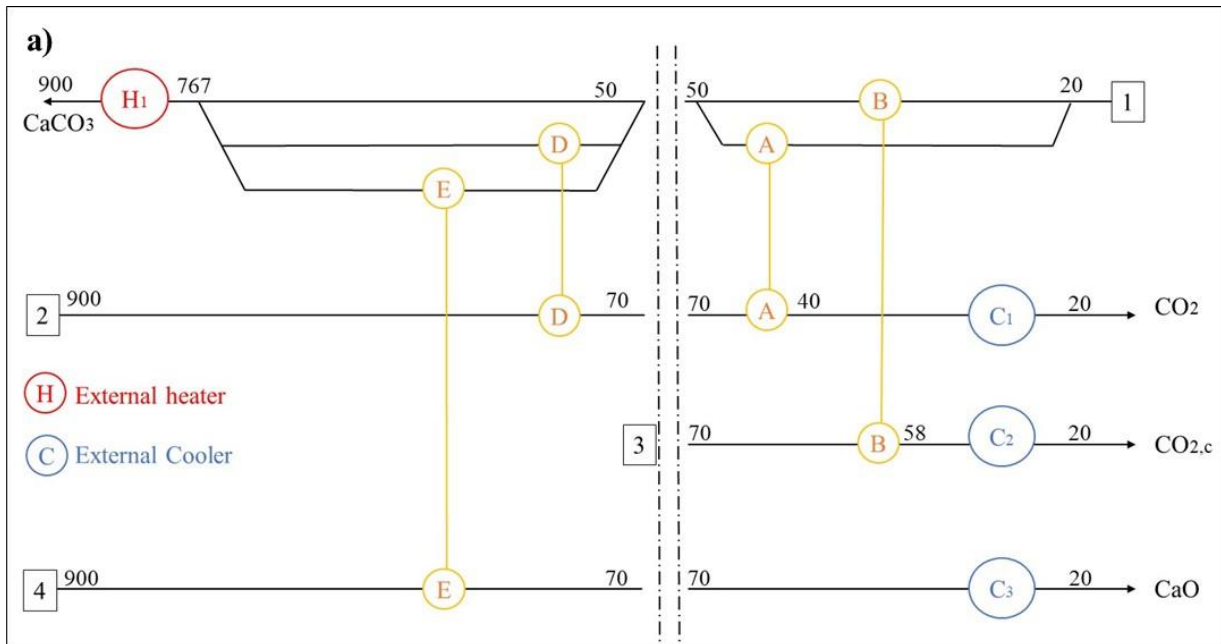 a)
900 H1 767 50 50 B 20 1
CaCO3
D A
E
2 900 D 70 70 A 40 C1 20 CO2
H External heater
C External Cooler
3 70 B 58 C2 20 CO2,c
4 900 E 70 70 C3 20 CaO